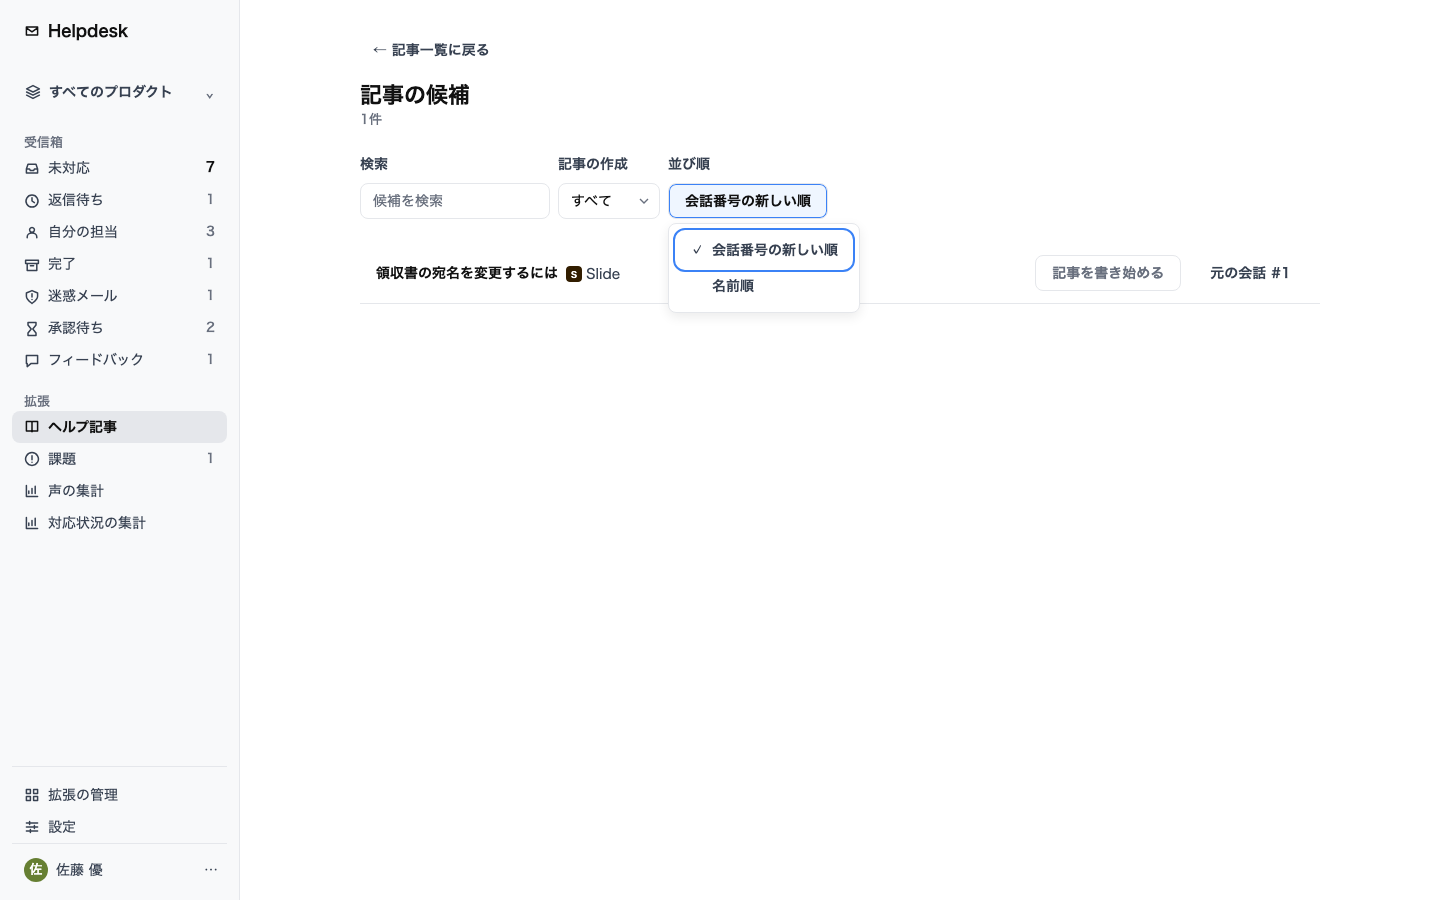 Helpdesk
すべてのプロダクト
受信箱
未対応 7
返信待ち 1
自分の担当 3
完了 1
迷惑メール 1
承認待ち 2
フィードバック 1
拡張
ヘルプ記事
課題 1
声の集計
対応状況の集計
拡張の管理
設定
佐 佐藤 優 …
← 記事一覧に戻る
記事の候補
1件
検索 記事の作成 並び順
候補を検索 すべて 会話番号の新しい順
✓ 会話番号の新しい順
名前順
領収書の宛名を変更するには S Slide 記事を書き始める 元の会話 #1